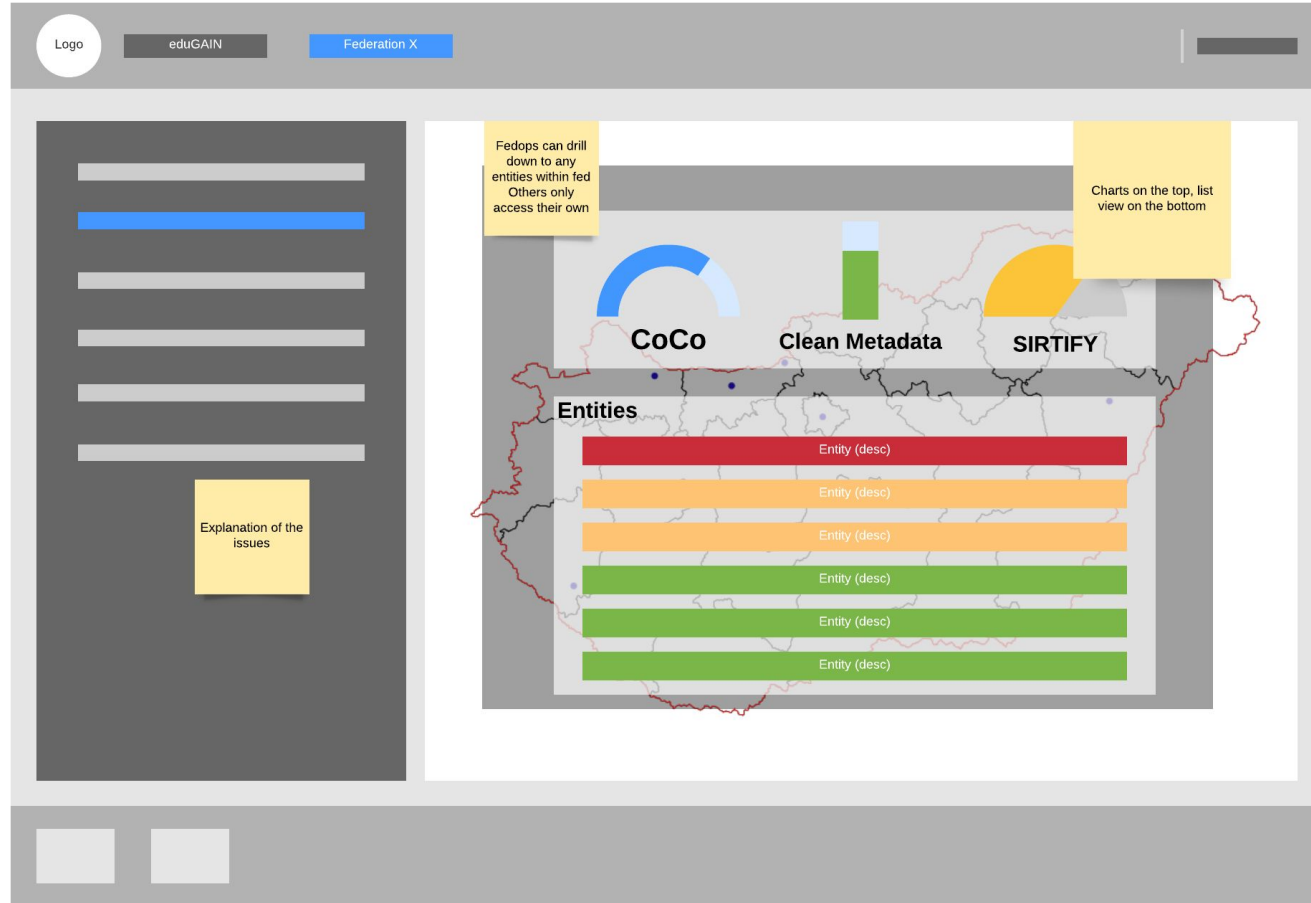 Logo
eduGAIN
Federation X
Fedops can drill
down to any
entities within fed
Others only
access their own
Charts on the top, list
view on the bottom
CoCo
Clean Metadata
SIRTIFY
Entities
Entity (desc)
Entity (desc)
Entity (desc)
Entity (desc)
Entity (desc)
Entity (desc)
Explanation of the
issues